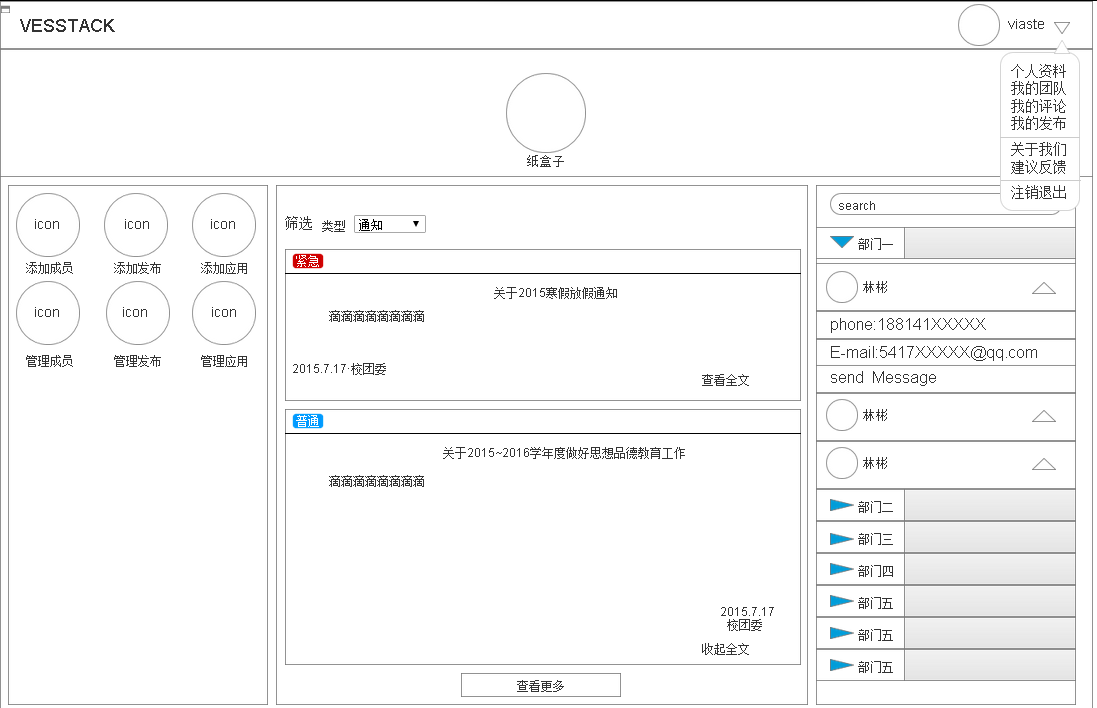 VESSTACK
viaste
个人资料
我的团队
我的评论
我的发布
关于我们
建议反馈
注销退出
纸盒子
icon
icon
icon
添加成员
添加发布
添加应用
icon
icon
icon
管理成员
管理发布
管理应用
筛选 类型 通知
紧急
关于2015寒假放假通知
滴滴滴滴滴滴滴滴
2015.7.17·校团委
查看全文
普通
关于2015~2016学年度做好思想品德教育工作
滴滴滴滴滴滴滴滴
2015.7.17
校团委
收起全文
查看更多
search
部门一
林彬
phone:188141XXXXX
E-mail:5417XXXXX@qq.com
send Message
林彬
林彬
部门二
部门三
部门四
部门五
部门五
部门五